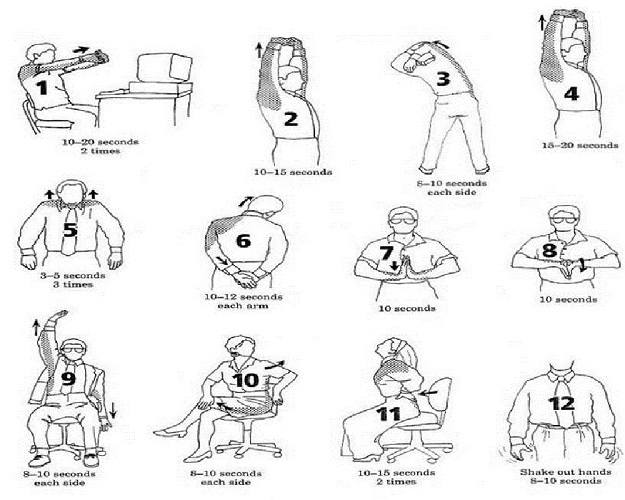 1
10–20 seconds
2 times
2
10–15 seconds
3
8–10 seconds
each side
4
15–20 seconds
5
3–5 seconds
3 times
6
10–12 seconds
each arm
7
10 seconds
8
10 seconds
9
8–10 seconds
each side
10
8–10 seconds
each side
11
10–15 seconds
2 times
12
Shake out hands
8–10 seconds